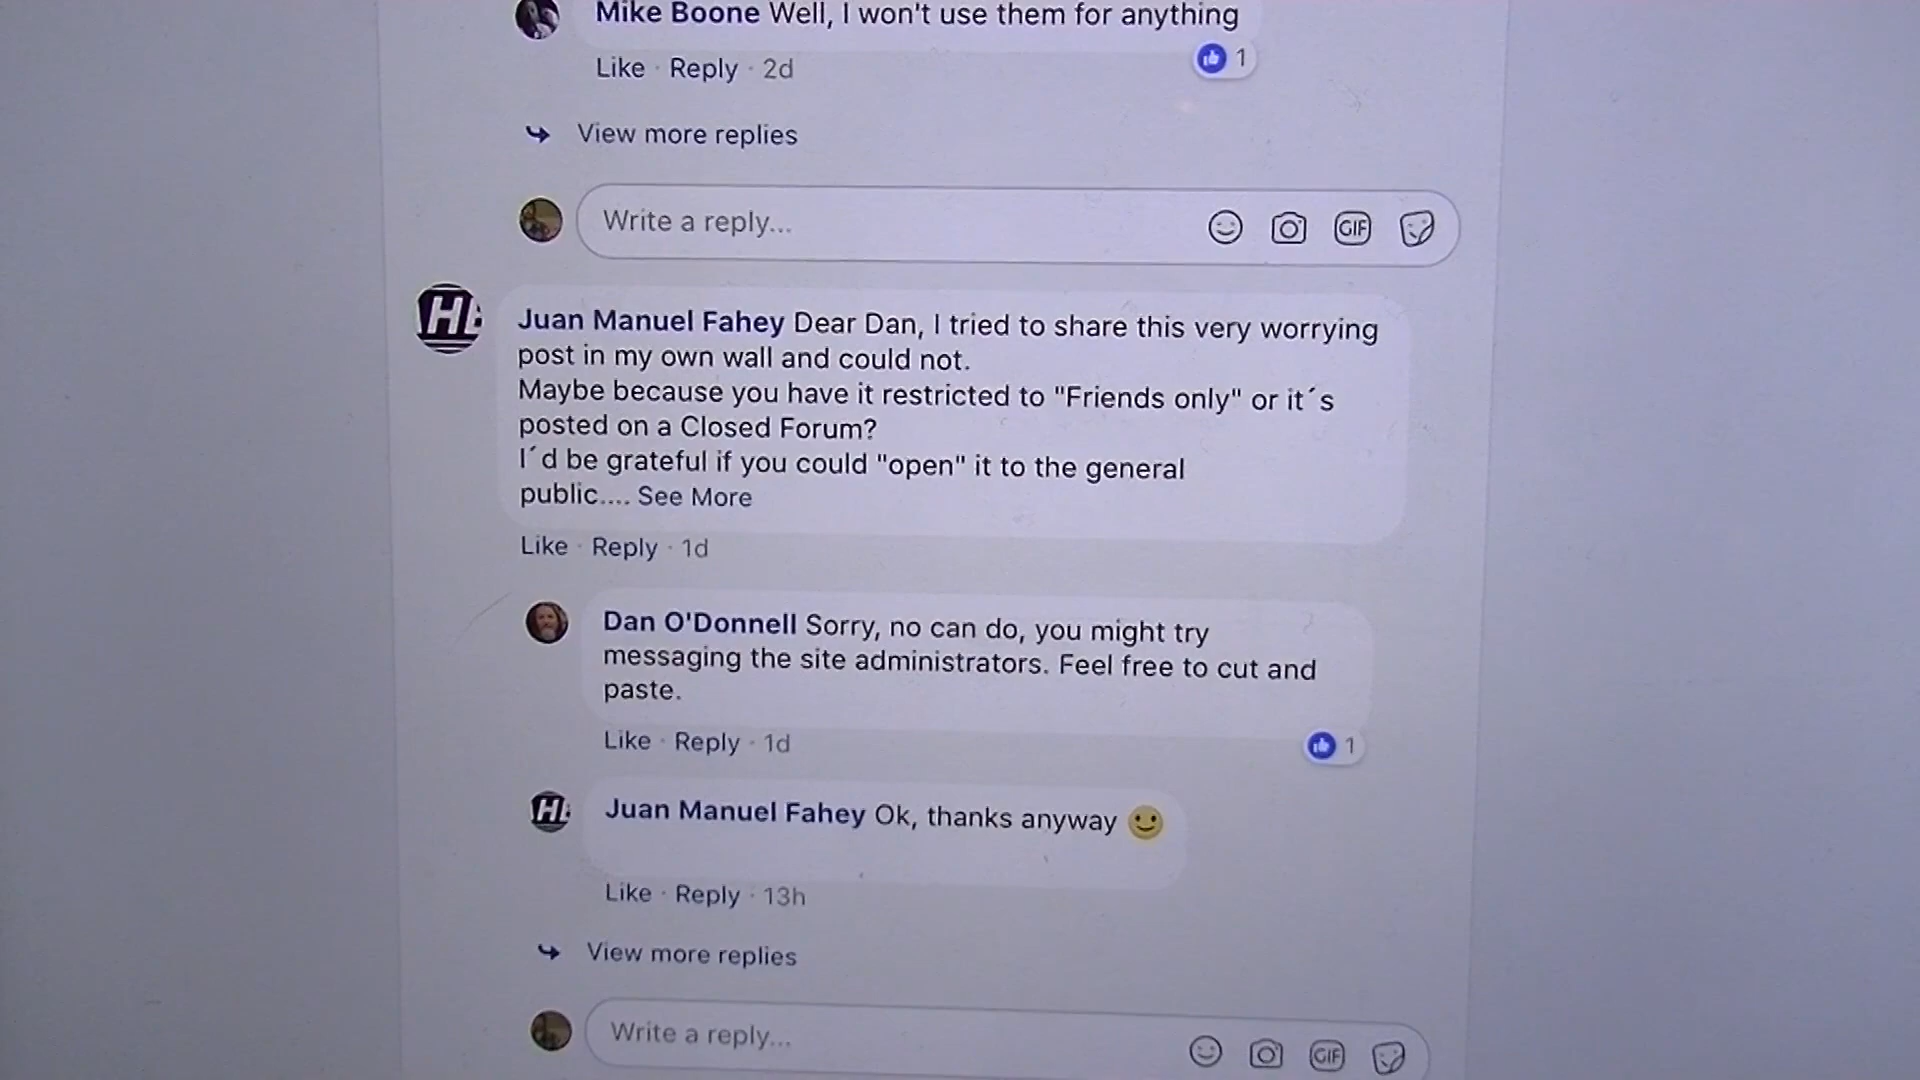 Mike Boone Well, I won't use them for anything
Like · Reply · 2d
1
View more replies
Write a reply...
GIF
Juan Manuel Fahey Dear Dan, I tried to share this very worrying
post in my own wall and could not.
Maybe because you have it restricted to "Friends only" or it´s
posted on a Closed Forum?
I´d be grateful if you could "open" it to the general
public.... See More
Like · Reply · 1d
Dan O'Donnell Sorry, no can do, you might try
messaging the site administrators. Feel free to cut and
paste.
Like · Reply · 1d
1
Juan Manuel Fahey Ok, thanks anyway 🙂
Like · Reply · 13h
View more replies
Write a reply...
GIF